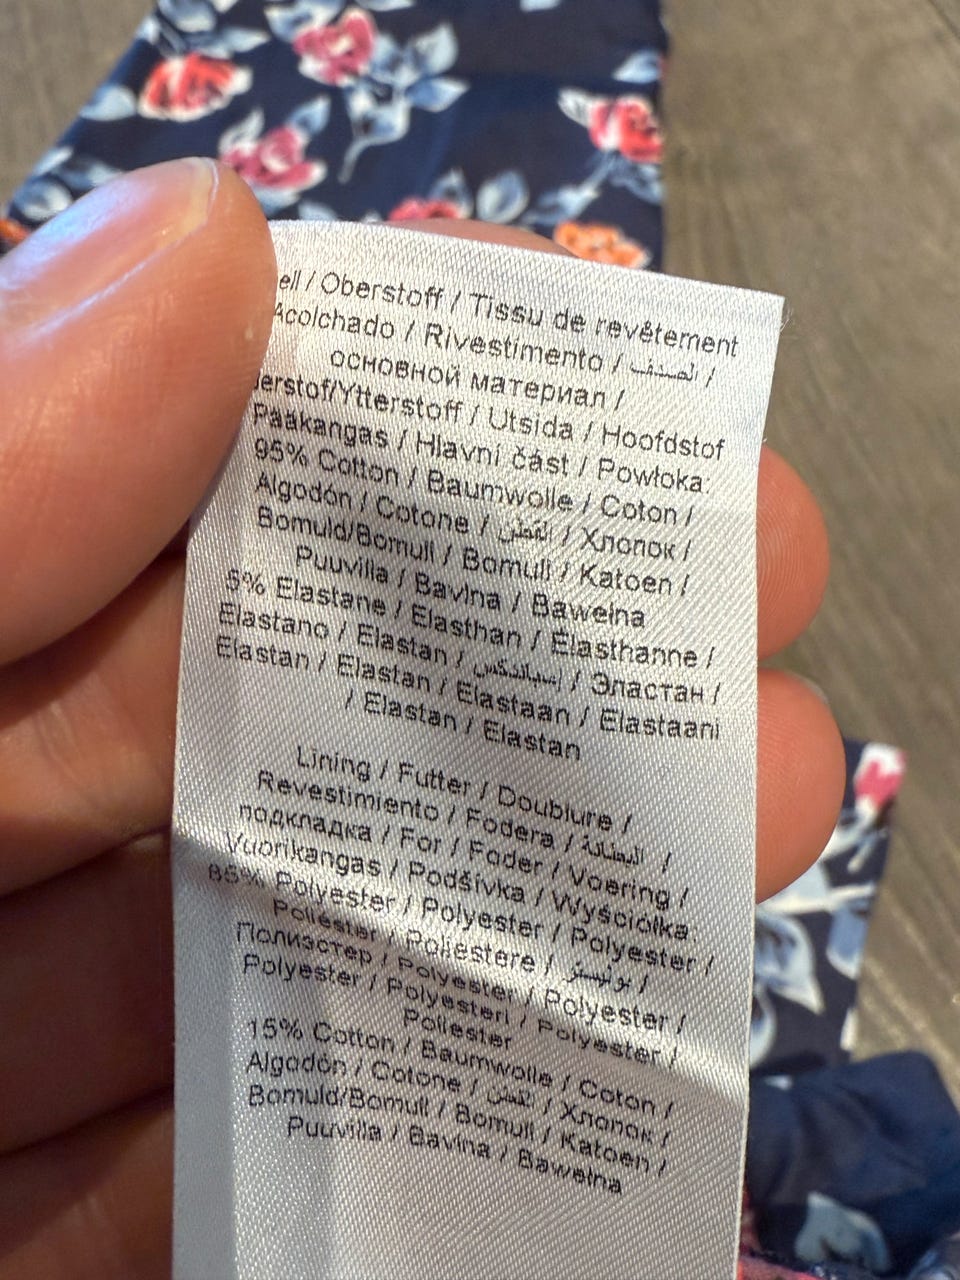 ell / Oberstoff / Tissu de revêtement
Acolchado / Rivestimento / الصدف /
основной материал /
erstof/Ytterstoff / Utsida / Hoofdstof
Pääkangas / Hlavní část / Powłoka:
95% Cotton / Baumwolle / Coton /
Algodón / Cotone / القطن / Хлопок /
Bomuld/Bomull / Bomull / Katoen /
Puuvilla / Bavlna / Bawełna
5% Elastane / Elasthan / Élasthanne /
Elastano / Elastan / إسباندكس / Эластан /
Elastan / Elastan / Elastaan / Elastaani
/ Elastan / Elastan
Lining / Futter / Doublure /
Revestimiento / Fodera / البطانة /
подкладка / For / Foder / Voering /
Vuorikangas / Podšívka / Wyściółka:
85% Polyester / Polyester / Polyester /
Poliéster / Poliestere / بوليستر /
Полиэстер / Polyester / Polyester /
Polyester / Polyesteri / Polyester /
Poliester
15% Cotton / Baumwolle / Coton /
Algodón / Cotone / القطن / Хлопок /
Bomuld/Bomull / Bomull / Katoen /
Puuvilla / Bavlna / Bawełna